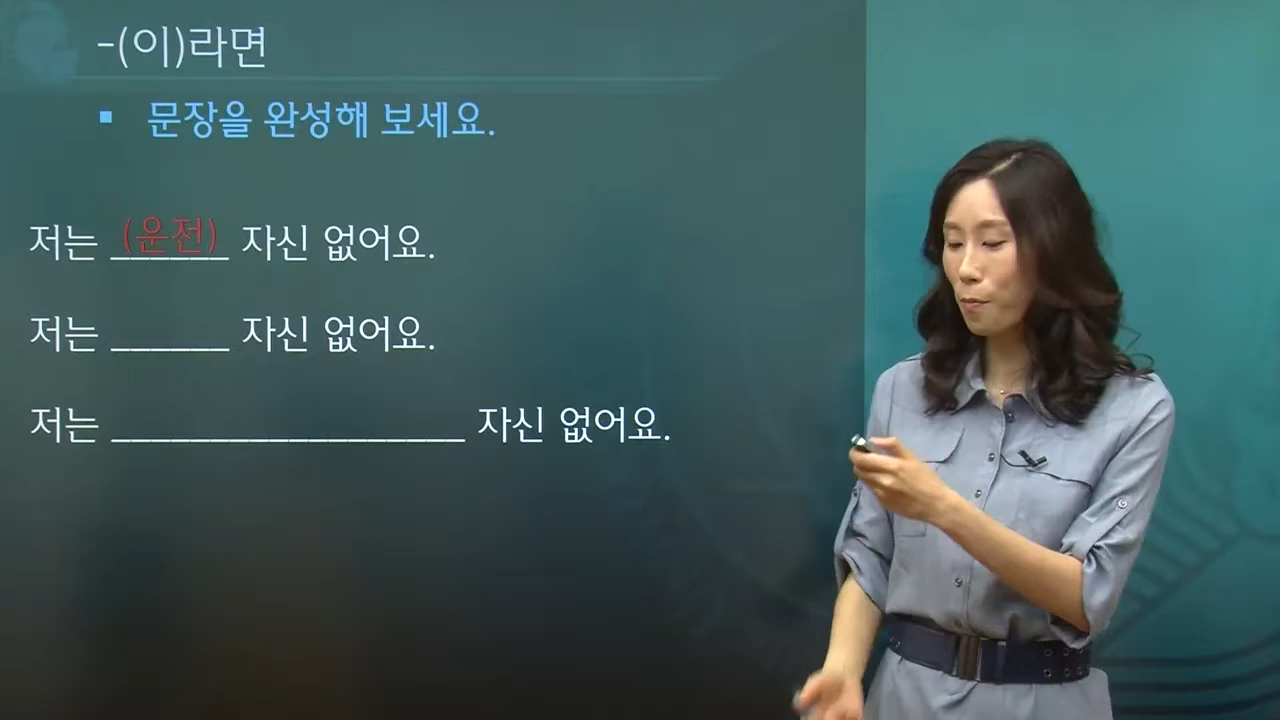 -(이)라면
▪ 문장을 완성해 보세요.
저는 (운전) 자신 없어요.
저는 ______ 자신 없어요.
저는 __________________ 자신 없어요.